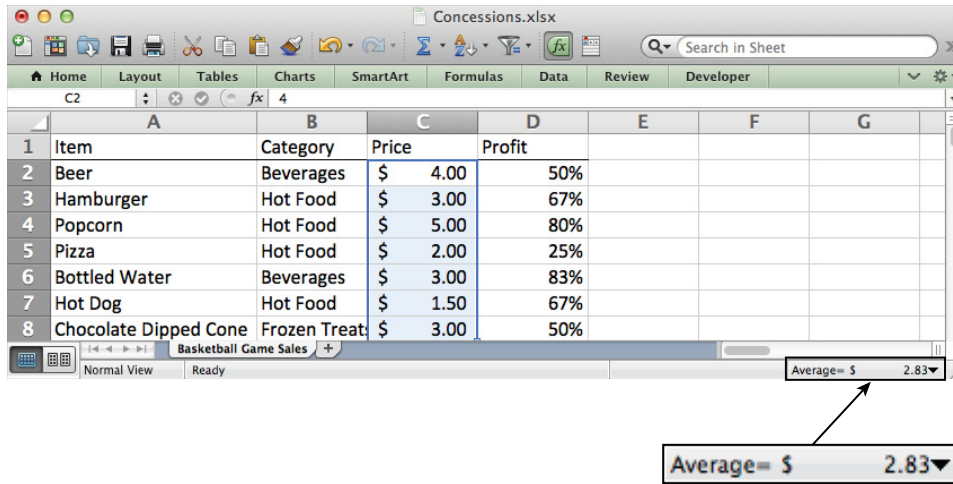 Concessions.xlsx
fx Search in Sheet
Home Layout Tables Charts SmartArt Formulas Data Review Developer
C2 fx 4
A B C D E F G
1 Item Category Price Profit
2 Beer Beverages $ 4.00 50%
3 Hamburger Hot Food $ 3.00 67%
4 Popcorn Hot Food $ 5.00 80%
5 Pizza Hot Food $ 2.00 25%
6 Bottled Water Beverages $ 3.00 83%
7 Hot Dog Hot Food $ 1.50 67%
8 Chocolate Dipped Cone Frozen Treats $ 3.00 50%
Basketball Game Sales +
Normal View Ready Average= $ 2.83
Average= $ 2.83